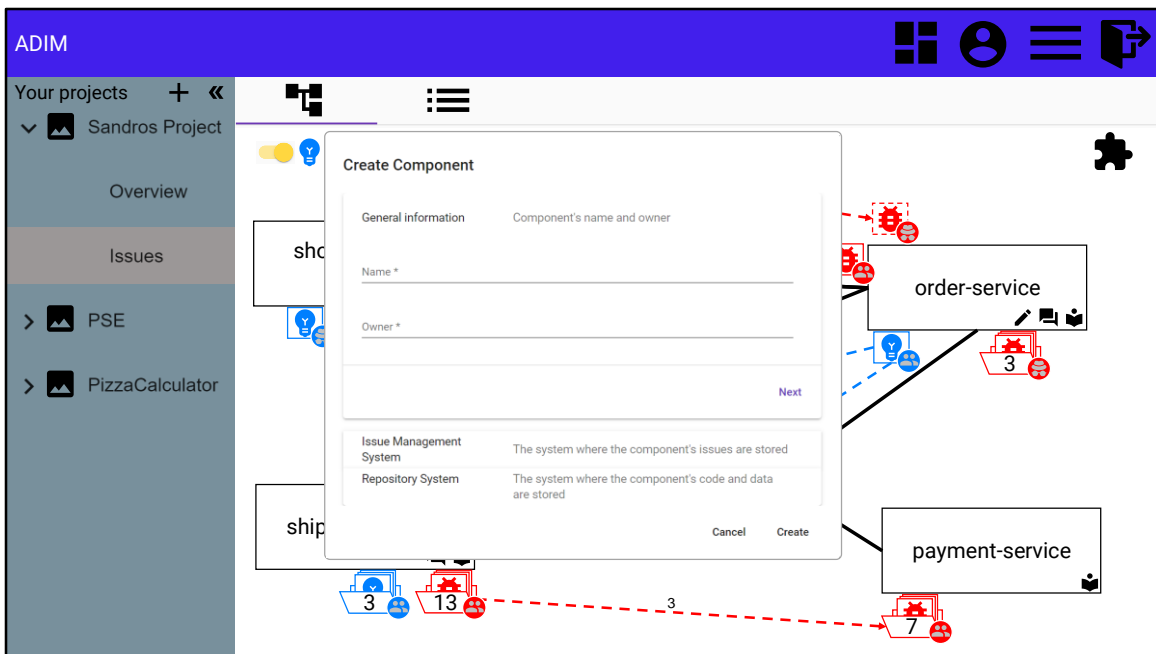 ADIM
Your projects
Sandros Project
Overview
Issues
PSE
PizzaCalculator
Create Component
General information
Component's name and owner
Name *
Owner *
Next
Issue Management
System
The system where the component's issues are stored
Repository System
The system where the component's code and data
are stored
Cancel
Create
sho
order-service
3
ship
payment-service
3
13
3
7